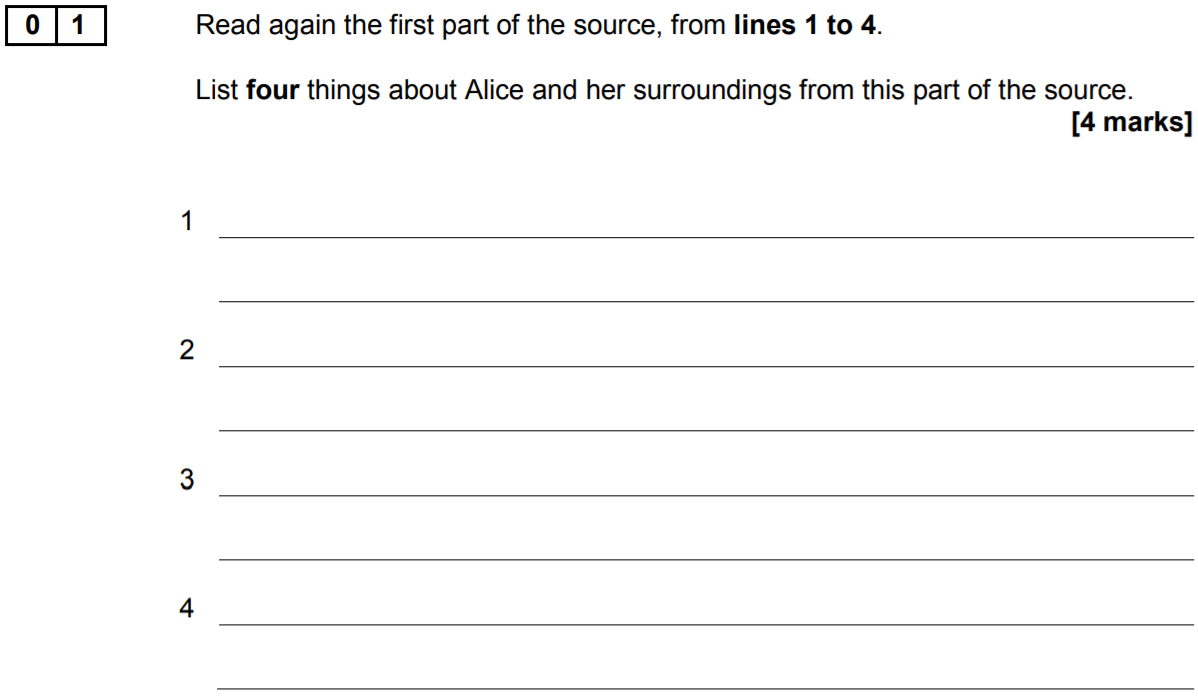 0 1 Read again the first part of the source, from lines 1 to 4.
List four things about Alice and her surroundings from this part of the source.
[4 marks]
1
2
3
4